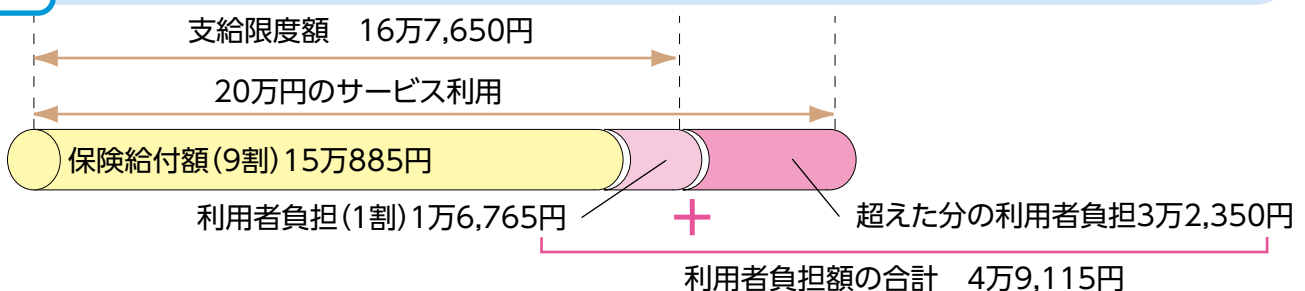 支給限度額　16万7,650円
20万円のサービス利用
保険給付額(9割)15万885円
利用者負担(1割)1万6,765円
+
超えた分の利用者負担3万2,350円
利用者負担額の合計　4万9,115円